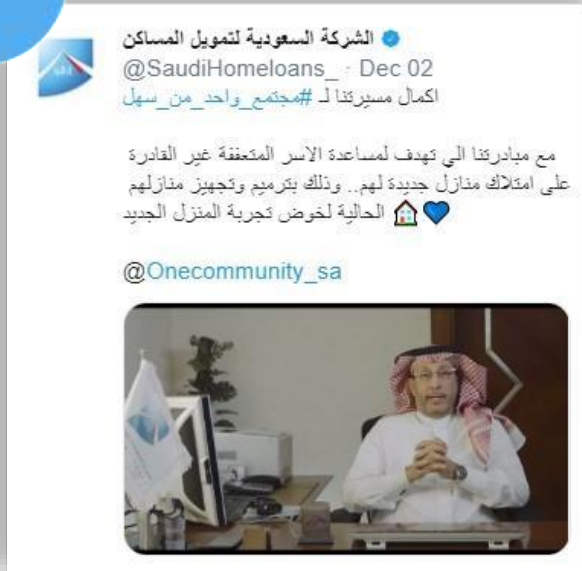 الشركة السعودية لتمويل المساكن
@SaudiHomeloans_ · Dec 02
اكمال مسيرتنا لـ #مجتمع_واحد_من_سهل
مع مبادرتنا الي تهدف لمساعدة الاسر المتعففة غير القادرة
على امتلاك منازل جديدة لهم.. وذلك بترميم وتجهيز منازلهم
الحالية لخوض تجربة المنزل الجديد 🏠💙
@Onecommunity_sa